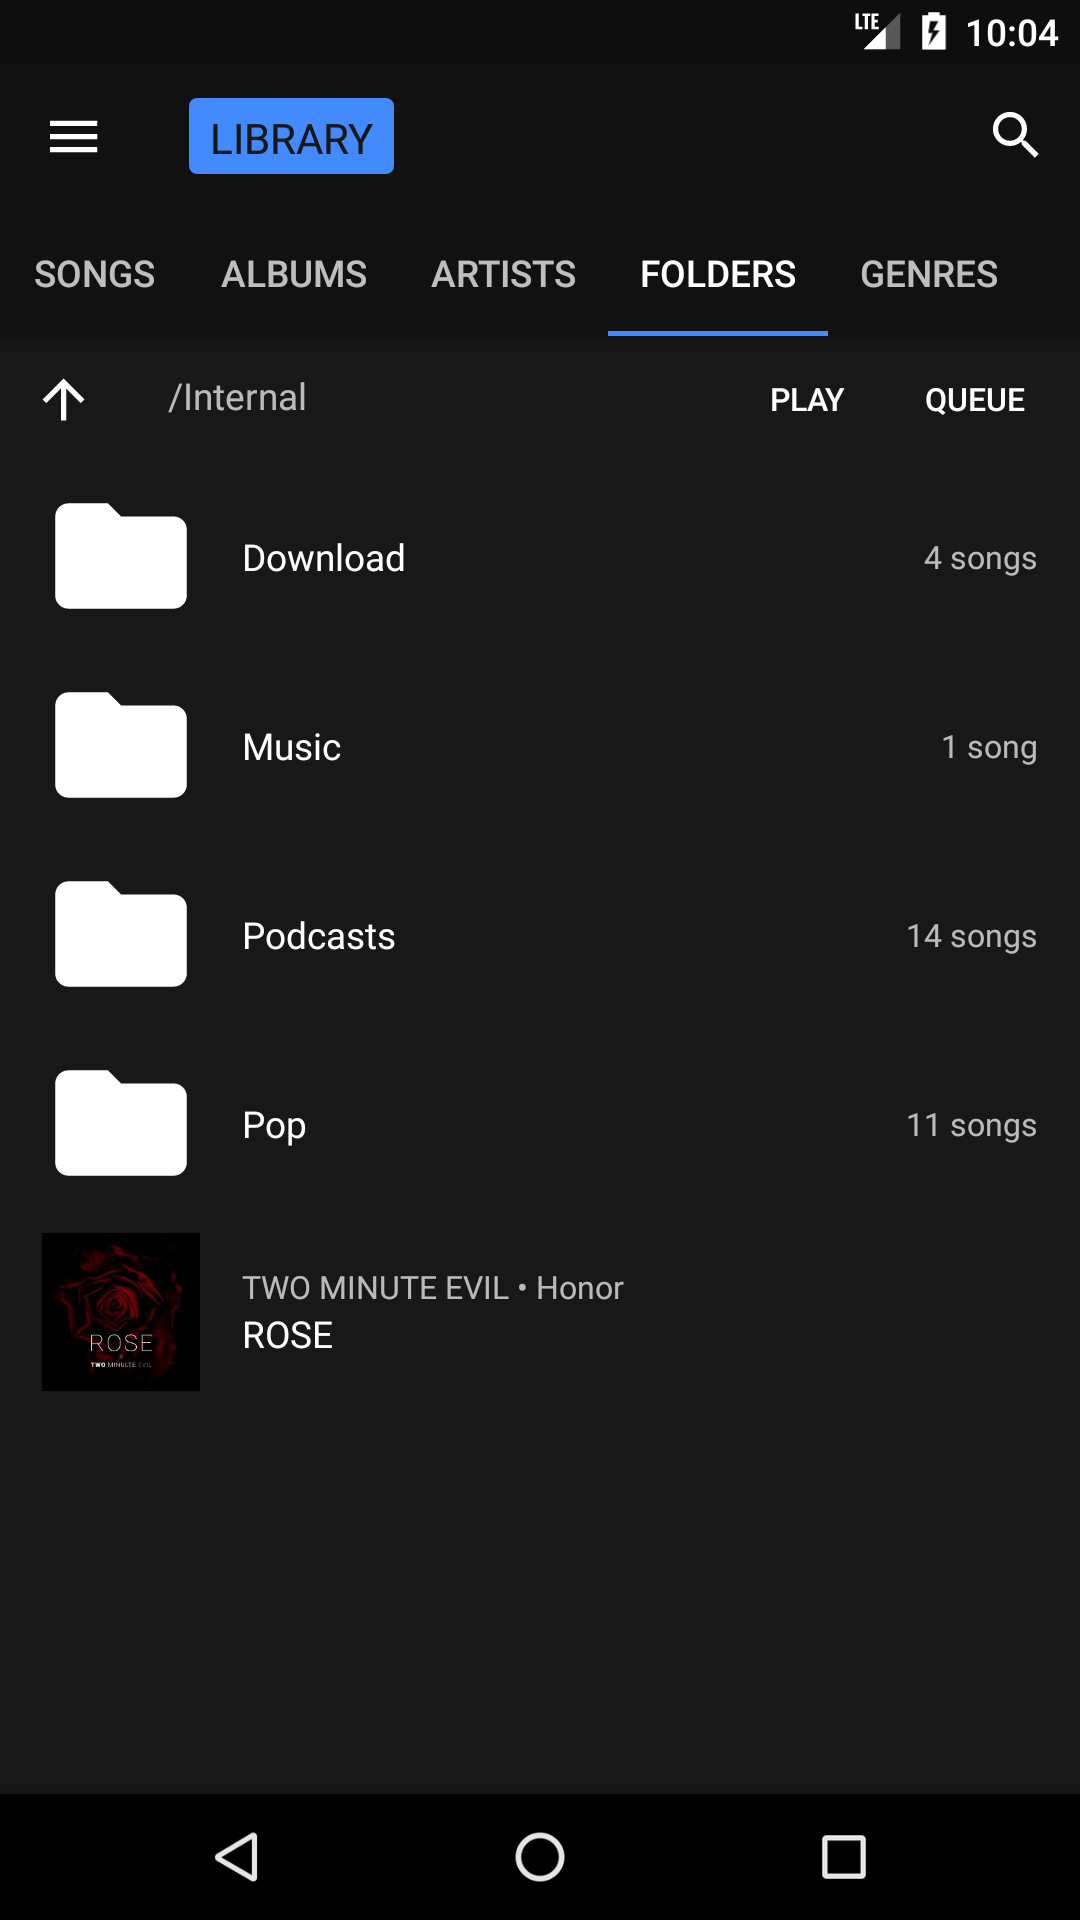 LTE 10:04
LIBRARY
SONGS ALBUMS ARTISTS FOLDERS GENRES
/Internal PLAY QUEUE
Download 4 songs
Music 1 song
Podcasts 14 songs
Pop 11 songs
TWO MINUTE EVIL • Honor
ROSE
ROSE
TWO MINUTE EVIL